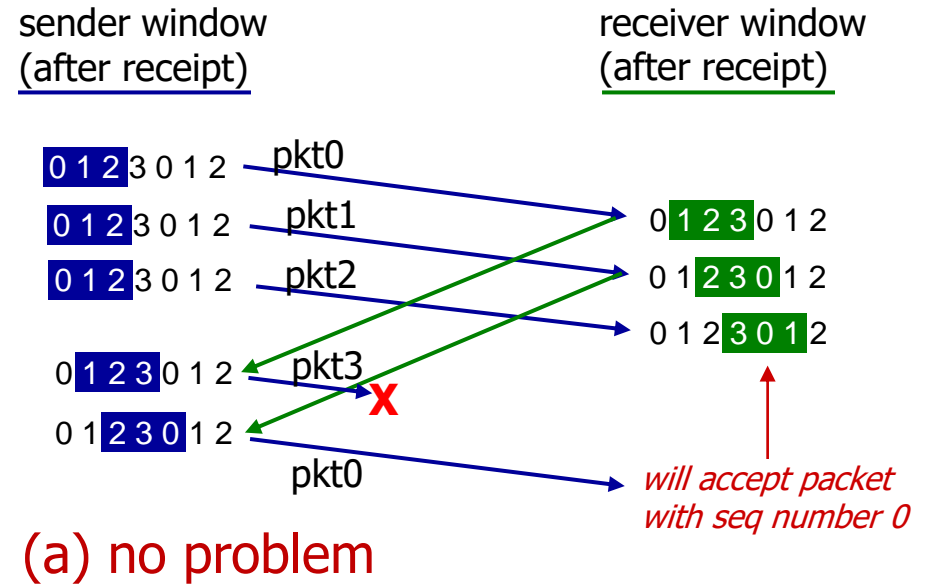 sender window
(after receipt)
receiver window
(after receipt)
0 1 2 3 0 1 2
pkt0
0 1 2 3 0 1 2
pkt1
0 1 2 3 0 1 2
0 1 2 3 0 1 2
pkt2
0 1 2 3 0 1 2
0 1 2 3 0 1 2
0 1 2 3 0 1 2
pkt3
X
0 1 2 3 0 1 2
pkt0
will accept packet
with seq number 0
(a) no problem